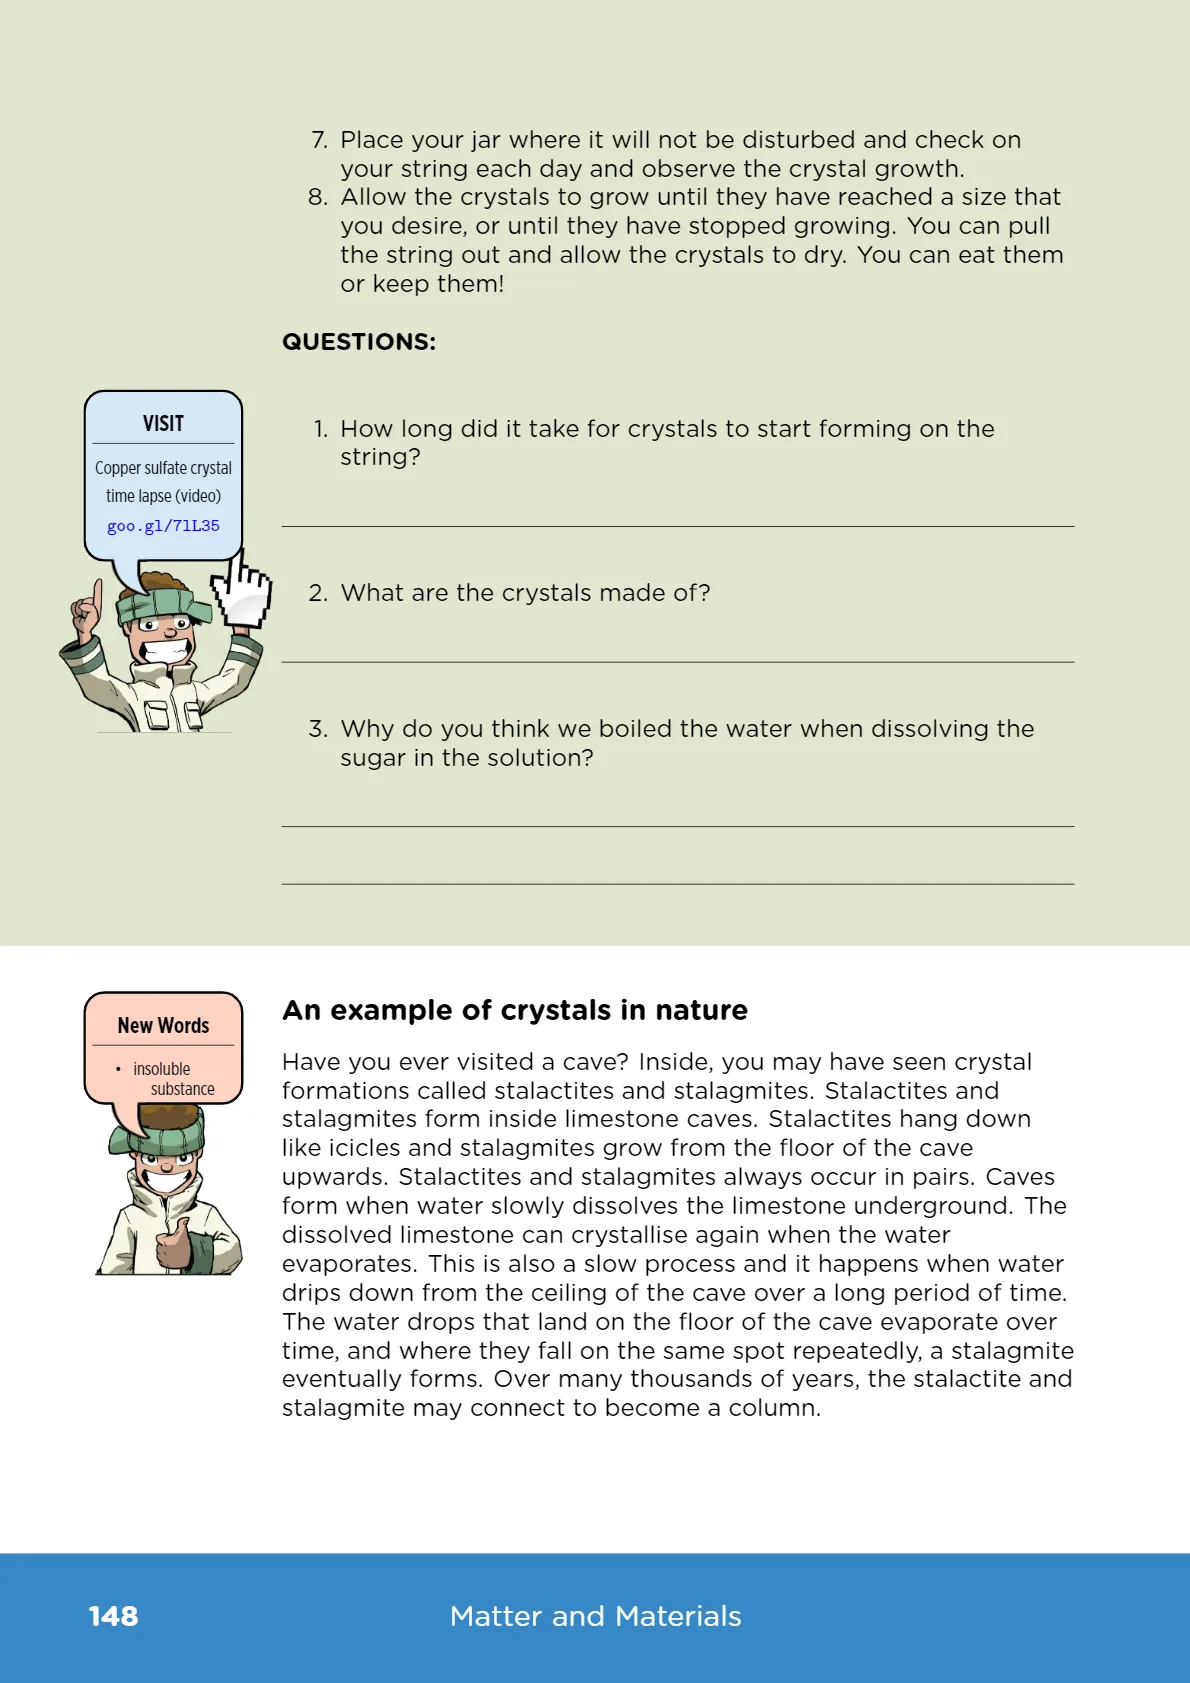 7. Place your jar where it will not be disturbed and check on
your string each day and observe the crystal growth.
8. Allow the crystals to grow until they have reached a size that
you desire, or until they have stopped growing. You can pull
the string out and allow the crystals to dry. You can eat them
or keep them!
QUESTIONS:
VISIT
Copper sulfate crystal
time lapse (video)
goo.gl/71L35
1. How long did it take for crystals to start forming on the
string?
2. What are the crystals made of?
3. Why do you think we boiled the water when dissolving the
sugar in the solution?
New Words
• insoluble
substance
An example of crystals in nature
Have you ever visited a cave? Inside, you may have seen crystal
formations called stalactites and stalagmites. Stalactites and
stalagmites form inside limestone caves. Stalactites hang down
like icicles and stalagmites grow from the floor of the cave
upwards. Stalactites and stalagmites always occur in pairs. Caves
form when water slowly dissolves the limestone underground. The
dissolved limestone can crystallise again when the water
evaporates. This is also a slow process and it happens when water
drips down from the ceiling of the cave over a long period of time.
The water drops that land on the floor of the cave evaporate over
time, and where they fall on the same spot repeatedly, a stalagmite
eventually forms. Over many thousands of years, the stalactite and
stalagmite may connect to become a column.
148
Matter and Materials